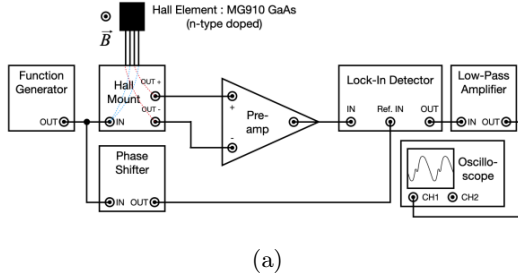 Hall Element : MG910 GaAs
(n-type doped)
B
Function
Generator
OUT
Hall
Mount
OUT +
OUT -
IN
Pre-
amp
+
-
Lock-In Detector
IN
Ref. IN
OUT
Low-Pass
Amplifier
IN OUT
Phase
Shifter
IN OUT
Oscillo-
scope
CH1
CH2
(a)